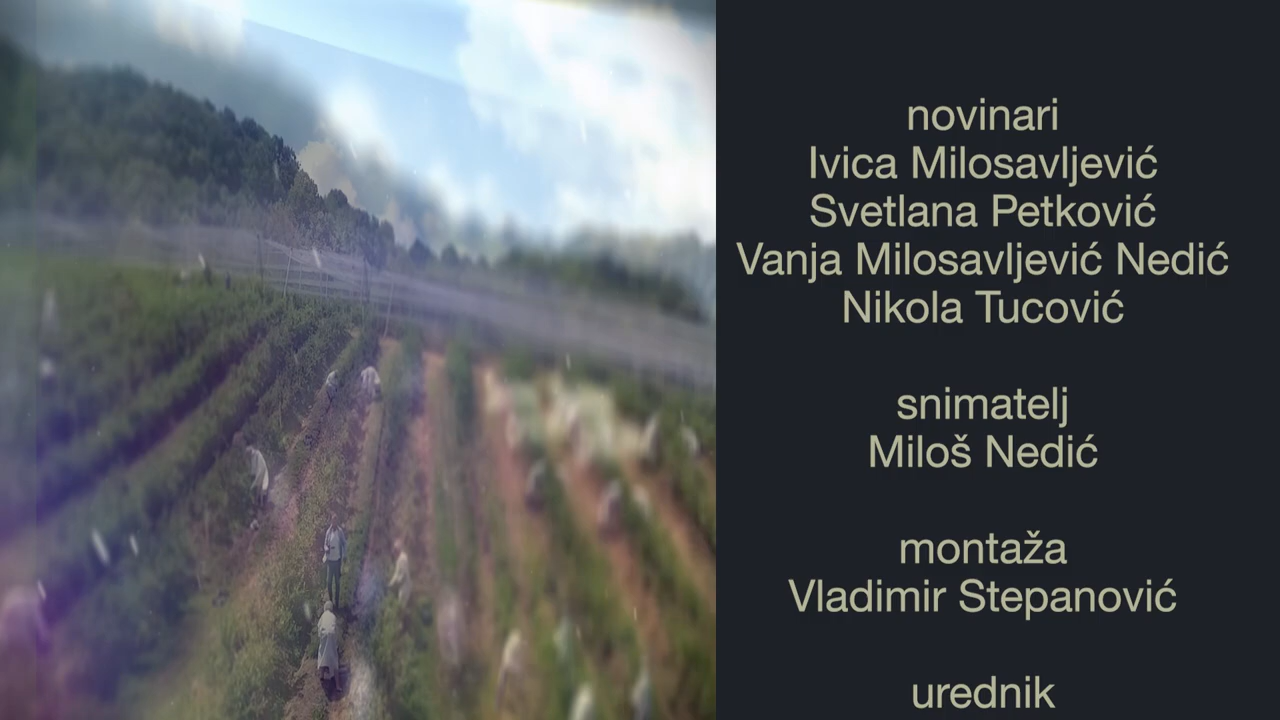 novinari
Ivica Milosavljević
Svetlana Petković
Vanja Milosavljević Nedić
Nikola Tucović
snimatelj
Miloš Nedić
montaža
Vladimir Stepanović
urednik